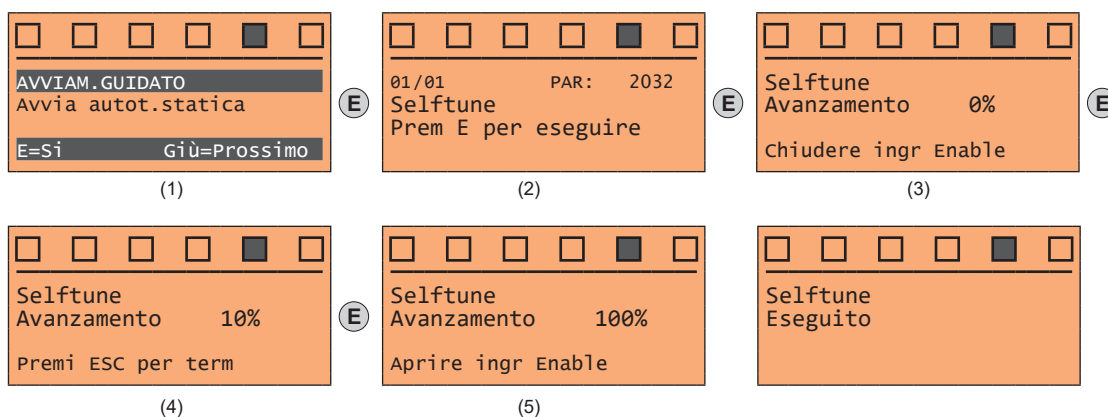 AVVIAM.GUIDATO
Avvia autot.statica
E=Si Giù=Prossimo
(1)
E
01/01 PAR: 2032
Selftune
Prem E per eseguire
(2)
E
Selftune
Avanzamento 0%
Chiudere ingr Enable
(3)
E
Selftune
Avanzamento 10%
Premi ESC per term
(4)
E
Selftune
Avanzamento 100%
Aprire ingr Enable
(5)
Selftune
Eseguito